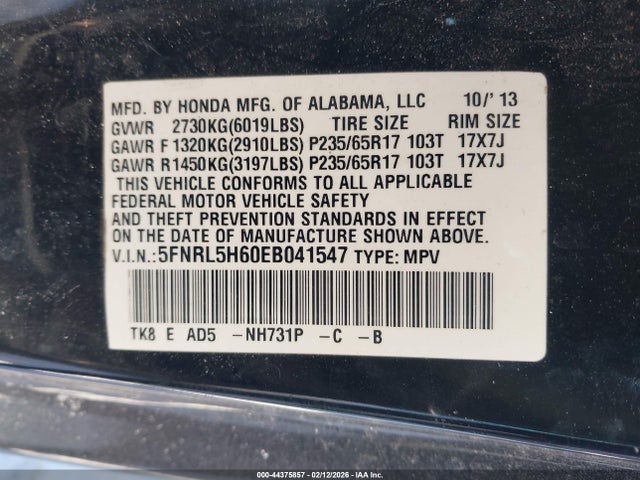 MFD. BY HONDA MFG. OF ALABAMA, LLC 10/'13
GVWR 2730KG(6019LBS) TIRE SIZE RIM SIZE
GAWR F 1320KG(2910LBS) P235/65R17 103T 17X7J
GAWR R 1450KG(3197LBS) P235/65R17 103T 17X7J
THIS VEHICLE CONFORMS TO ALL APPLICABLE
FEDERAL MOTOR VEHICLE SAFETY
AND THEFT PREVENTION STANDARDS IN EFFECT
ON THE DATE OF MANUFACTURE SHOWN ABOVE.
V.I.N.:5FNRL5H60EB041547 TYPE: MPV
TK8 E AD5 -NH731P -C -B
000-44375857 - 02/12/2026 - IAA Inc.